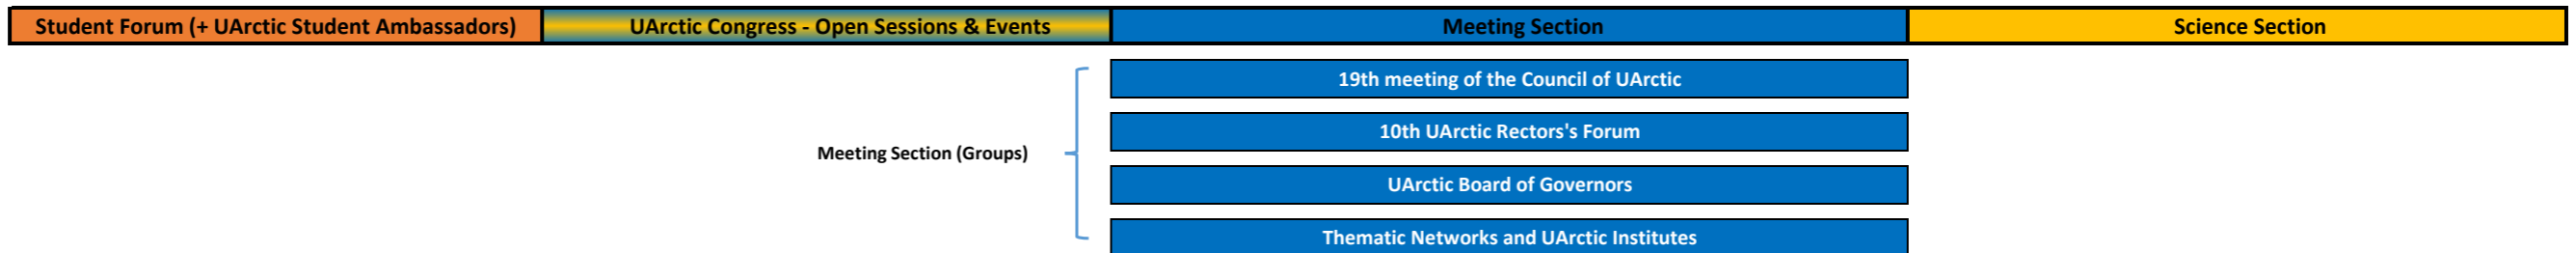 Student Forum (+ UArctic Student Ambassadors) UArctic Congress - Open Sessions & Events Meeting Section Science Section
19th meeting of the Council of UArctic
10th UArctic Rectors's Forum
Meeting Section (Groups)
UArctic Board of Governors
Thematic Networks and UArctic Institutes